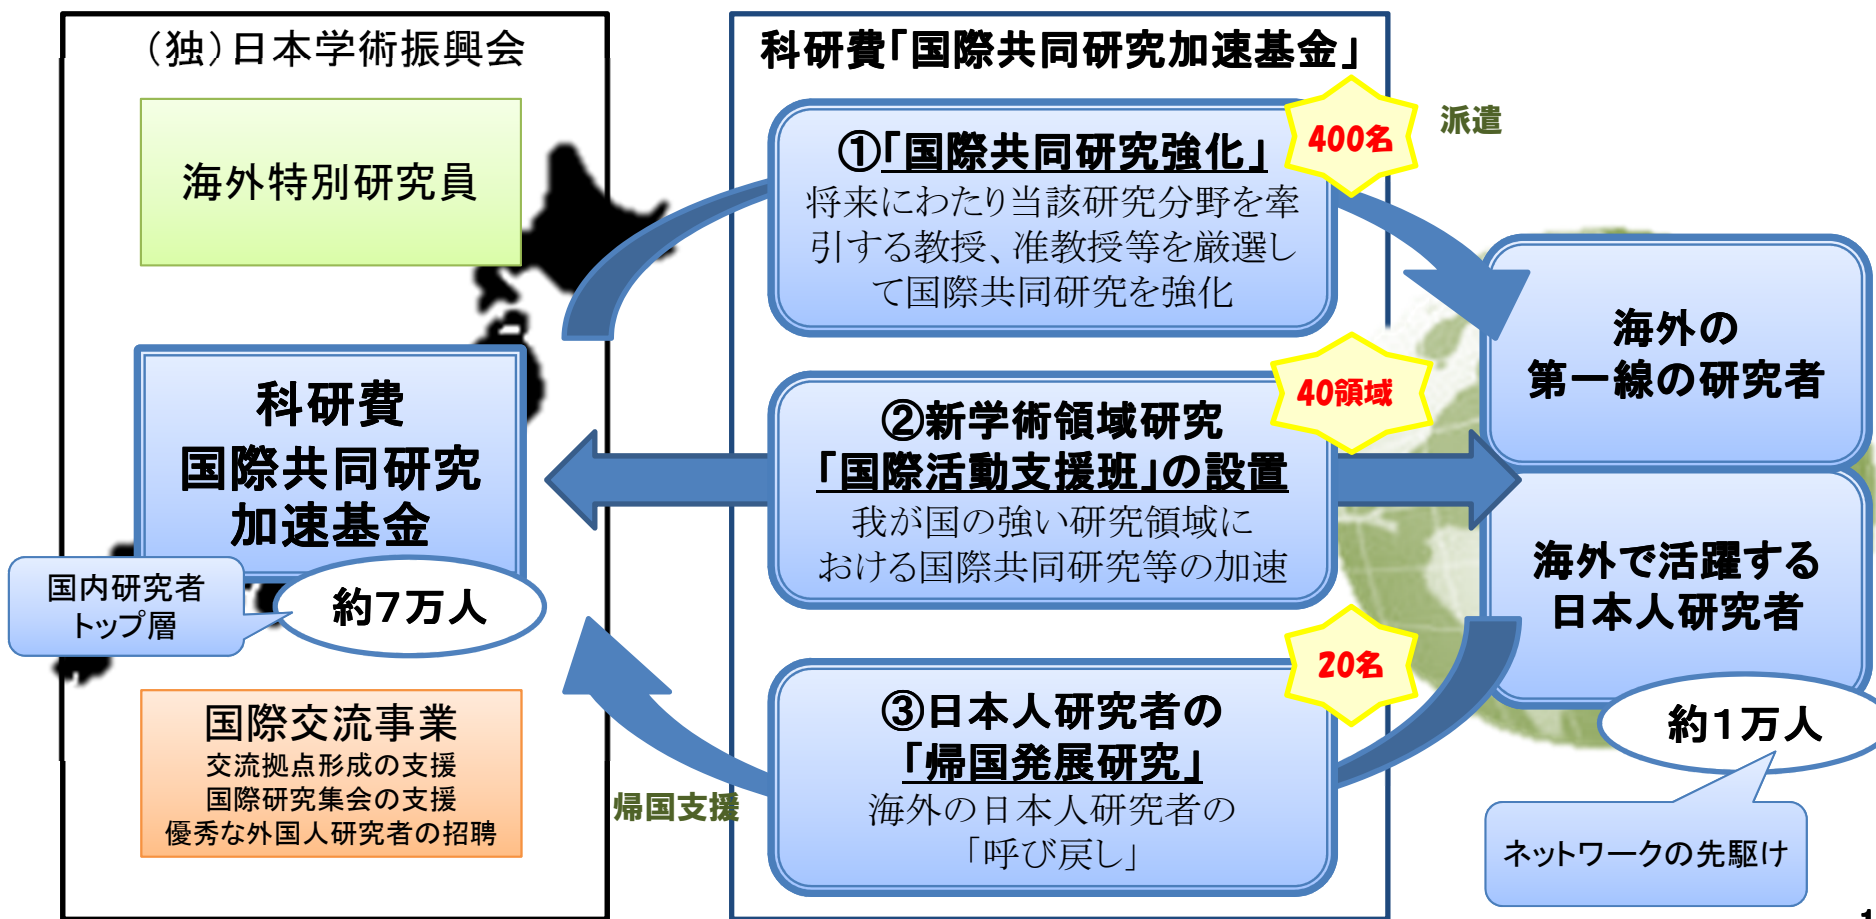 （独）日本学術振興会
海外特別研究員
科研費
国際共同研究
加速基金
国内研究者
トップ層
約７万人
国際交流事業
交流拠点形成の支援
国際研究集会の支援
優秀な外国人研究者の招聘
科研費「国際共同研究加速基金」
①「国際共同研究強化」
400名
将来にわたり当該研究分野を牽
引する教授、准教授等を厳選し
て国際共同研究を強化
②新学術領域研究
「国際活動支援班」の設置
40領域
我が国の強い研究領域に
おける国際共同研究等の加速
③日本人研究者の
「帰国発展研究」
20名
海外の日本人研究者の
「呼び戻し」
派遣
帰国支援
海外の
第一線の研究者
海外で活躍する
日本人研究者
約１万人
ネットワークの先駆け
1